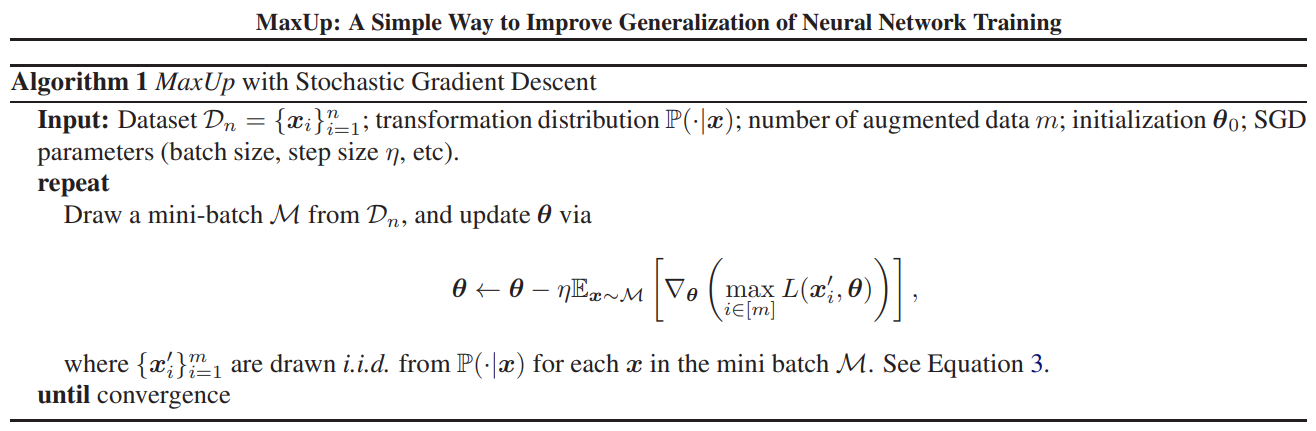 MaxUp: A Simple Way to Improve Generalization of Neural Network Training
Algorithm 1 MaxUp with Stochastic Gradient Descent
Input: Dataset $\mathcal{D}_n = \{\boldsymbol{x}_i\}_{i=1}^n$; transformation distribution $\mathbb{P}(\cdot|\boldsymbol{x})$; number of augmented data $m$; initialization $\boldsymbol{\theta}_0$; SGD
parameters (batch size, step size $\eta$, etc).
repeat
Draw a mini-batch $\mathcal{M}$ from $\mathcal{D}_n$, and update $\boldsymbol{\theta}$ via
$\boldsymbol{\theta} \leftarrow \boldsymbol{\theta} - \eta \mathbb{E}_{\boldsymbol{x} \sim \mathcal{M}} \left[ \nabla_{\boldsymbol{\theta}} \left( \max_{i \in [m]} L(\boldsymbol{x}'_i, \boldsymbol{\theta}) \right) \right],$
where $\{\boldsymbol{x}'_i\}_{i=1}^m$ are drawn i.i.d. from $\mathbb{P}(\cdot|\boldsymbol{x})$ for each $\boldsymbol{x}$ in the mini batch $\mathcal{M}$. See Equation 3.
until convergence